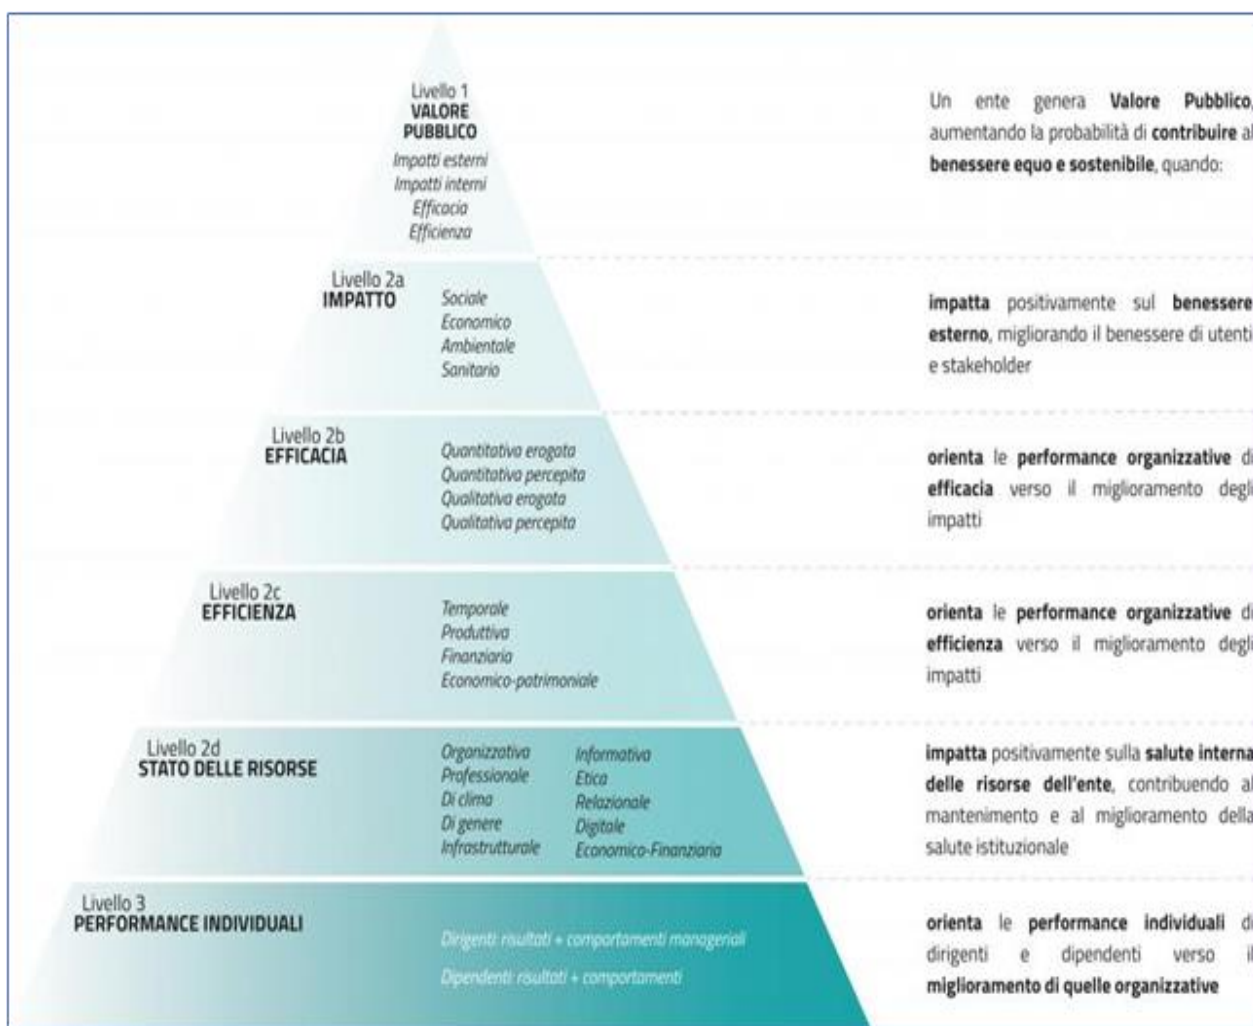 Livello 1
VALORE
PUBBLICO
Impatti esterni
Impatti interni
Efficacia
Efficienza
Un ente genera Valore Pubblico,
aumentando la probabilità di contribuire al
benessere equo e sostenibile, quando:
Livello 2a
IMPATTO
Sociale
Economico
Ambientale
Sanitario
impatta positivamente sul benessere
esterno, migliorando il benessere di utenti
e stakeholder
Livello 2b
EFFICACIA
Quantitativa erogata
Quantitativa percepita
Qualitativa erogata
Qualitativa percepita
orienta le performance organizzative di
efficacia verso il miglioramento degli
impatti
Livello 2c
EFFICIENZA
Temporale
Produttiva
Finanziaria
Economico-patrimoniale
orienta le performance organizzative di
efficienza verso il miglioramento degli
impatti
Livello 2d
STATO DELLE RISORSE
Organizzativa
Professionale
Di clima
Di genere
Infrastrutturale
Informativa
Etica
Relazionale
Digitale
Economico-Finanziaria
impatta positivamente sulla salute interna
delle risorse dell'ente, contribuendo al
mantenimento e al miglioramento della
salute istituzionale
Livello 3
PERFORMANCE INDIVIDUALI
Dirigenti: risultati + comportamenti manageriali
Dipendenti: risultati + comportamenti
orienta le performance individuali di
dirigenti e dipendenti verso il
miglioramento di quelle organizzative